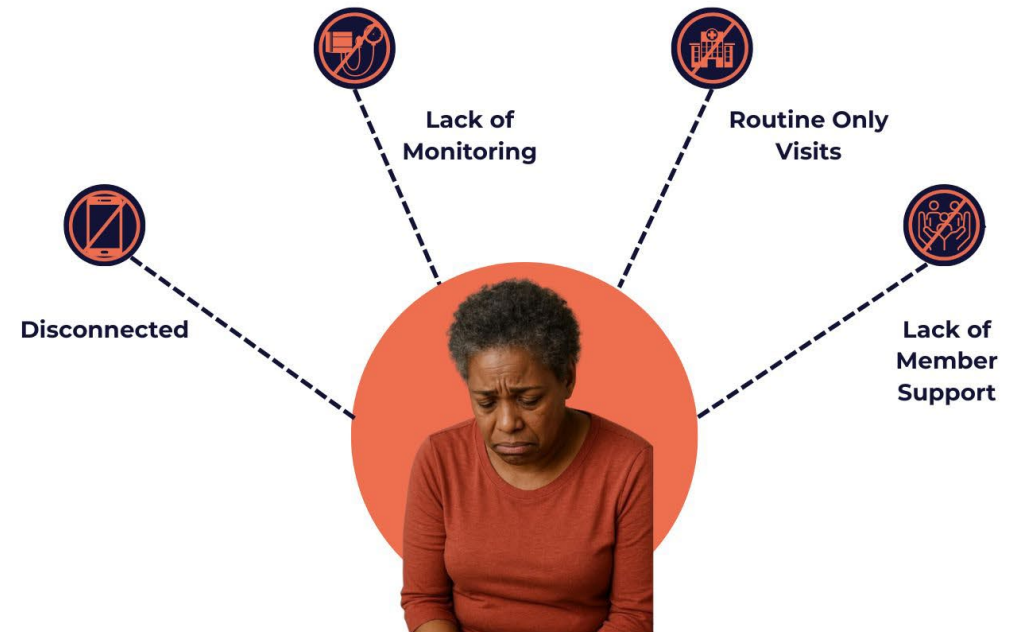 Lack of
Monitoring
Routine Only
Visits
Disconnected
Lack of
Member
Support